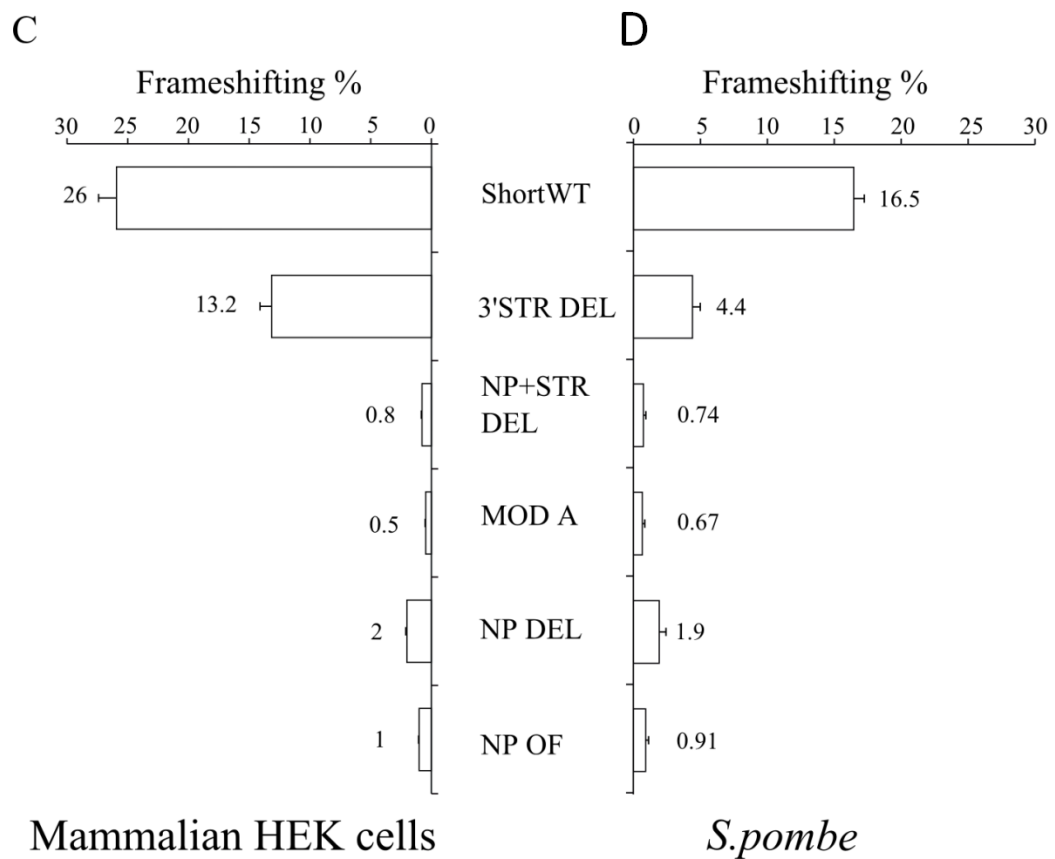 C
Frameshifting %
30 25 20 15 10 5 0
26
13.2
0.8
0.5
2
1
Mammalian HEK cells
ShortWT
3'STR DEL
NP+STR
DEL
MOD A
NP DEL
NP OF
D
Frameshifting %
0 5 10 15 20 25 30
16.5
4.4
0.74
0.67
1.9
0.91
S.pombe